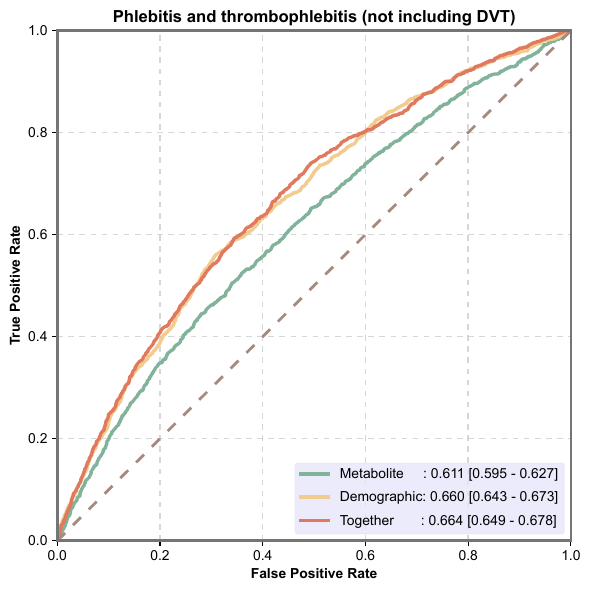 Phlebitis and thrombophlebitis (not including DVT)
1.0
0.8
0.6
0.4
0.2
0.0
True Positive Rate
Metabolite : 0.611 [0.595 - 0.627]
Demographic: 0.660 [0.643 - 0.673]
Together : 0.664 [0.649 - 0.678]
0.0 0.2 0.4 0.6 0.8 1.0
False Positive Rate